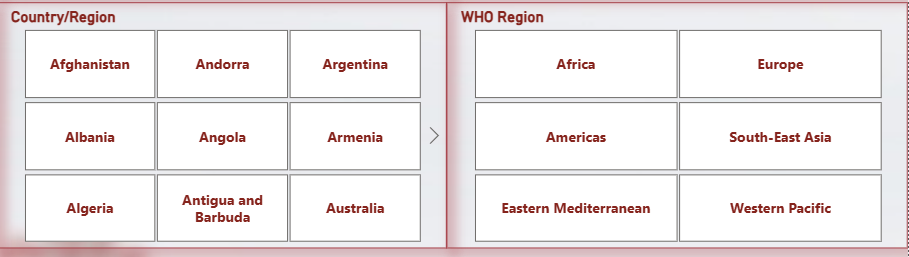 Country/Region
Afghanistan
Andorra
Argentina
Albania
Angola
Armenia
Algeria
Antigua and
Barbuda
Australia
WHO Region
Africa
Europe
Americas
South-East Asia
Eastern Mediterranean
Western Pacific